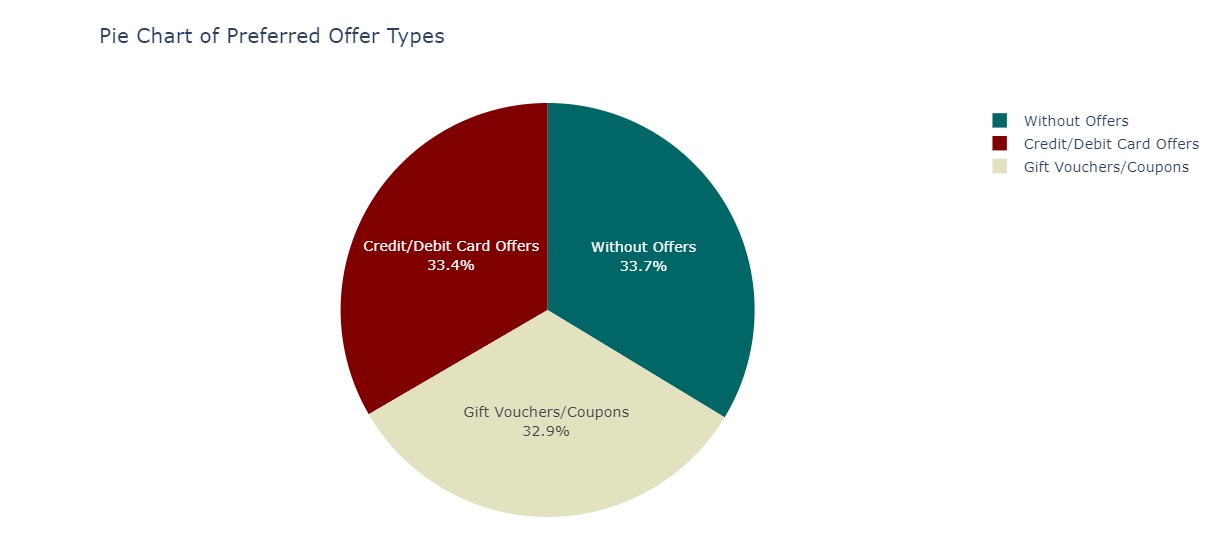 Pie Chart of Preferred Offer Types
Without Offers
Credit/Debit Card Offers
Gift Vouchers/Coupons
Credit/Debit Card Offers
33.4%
Without Offers
33.7%
Gift Vouchers/Coupons
32.9%